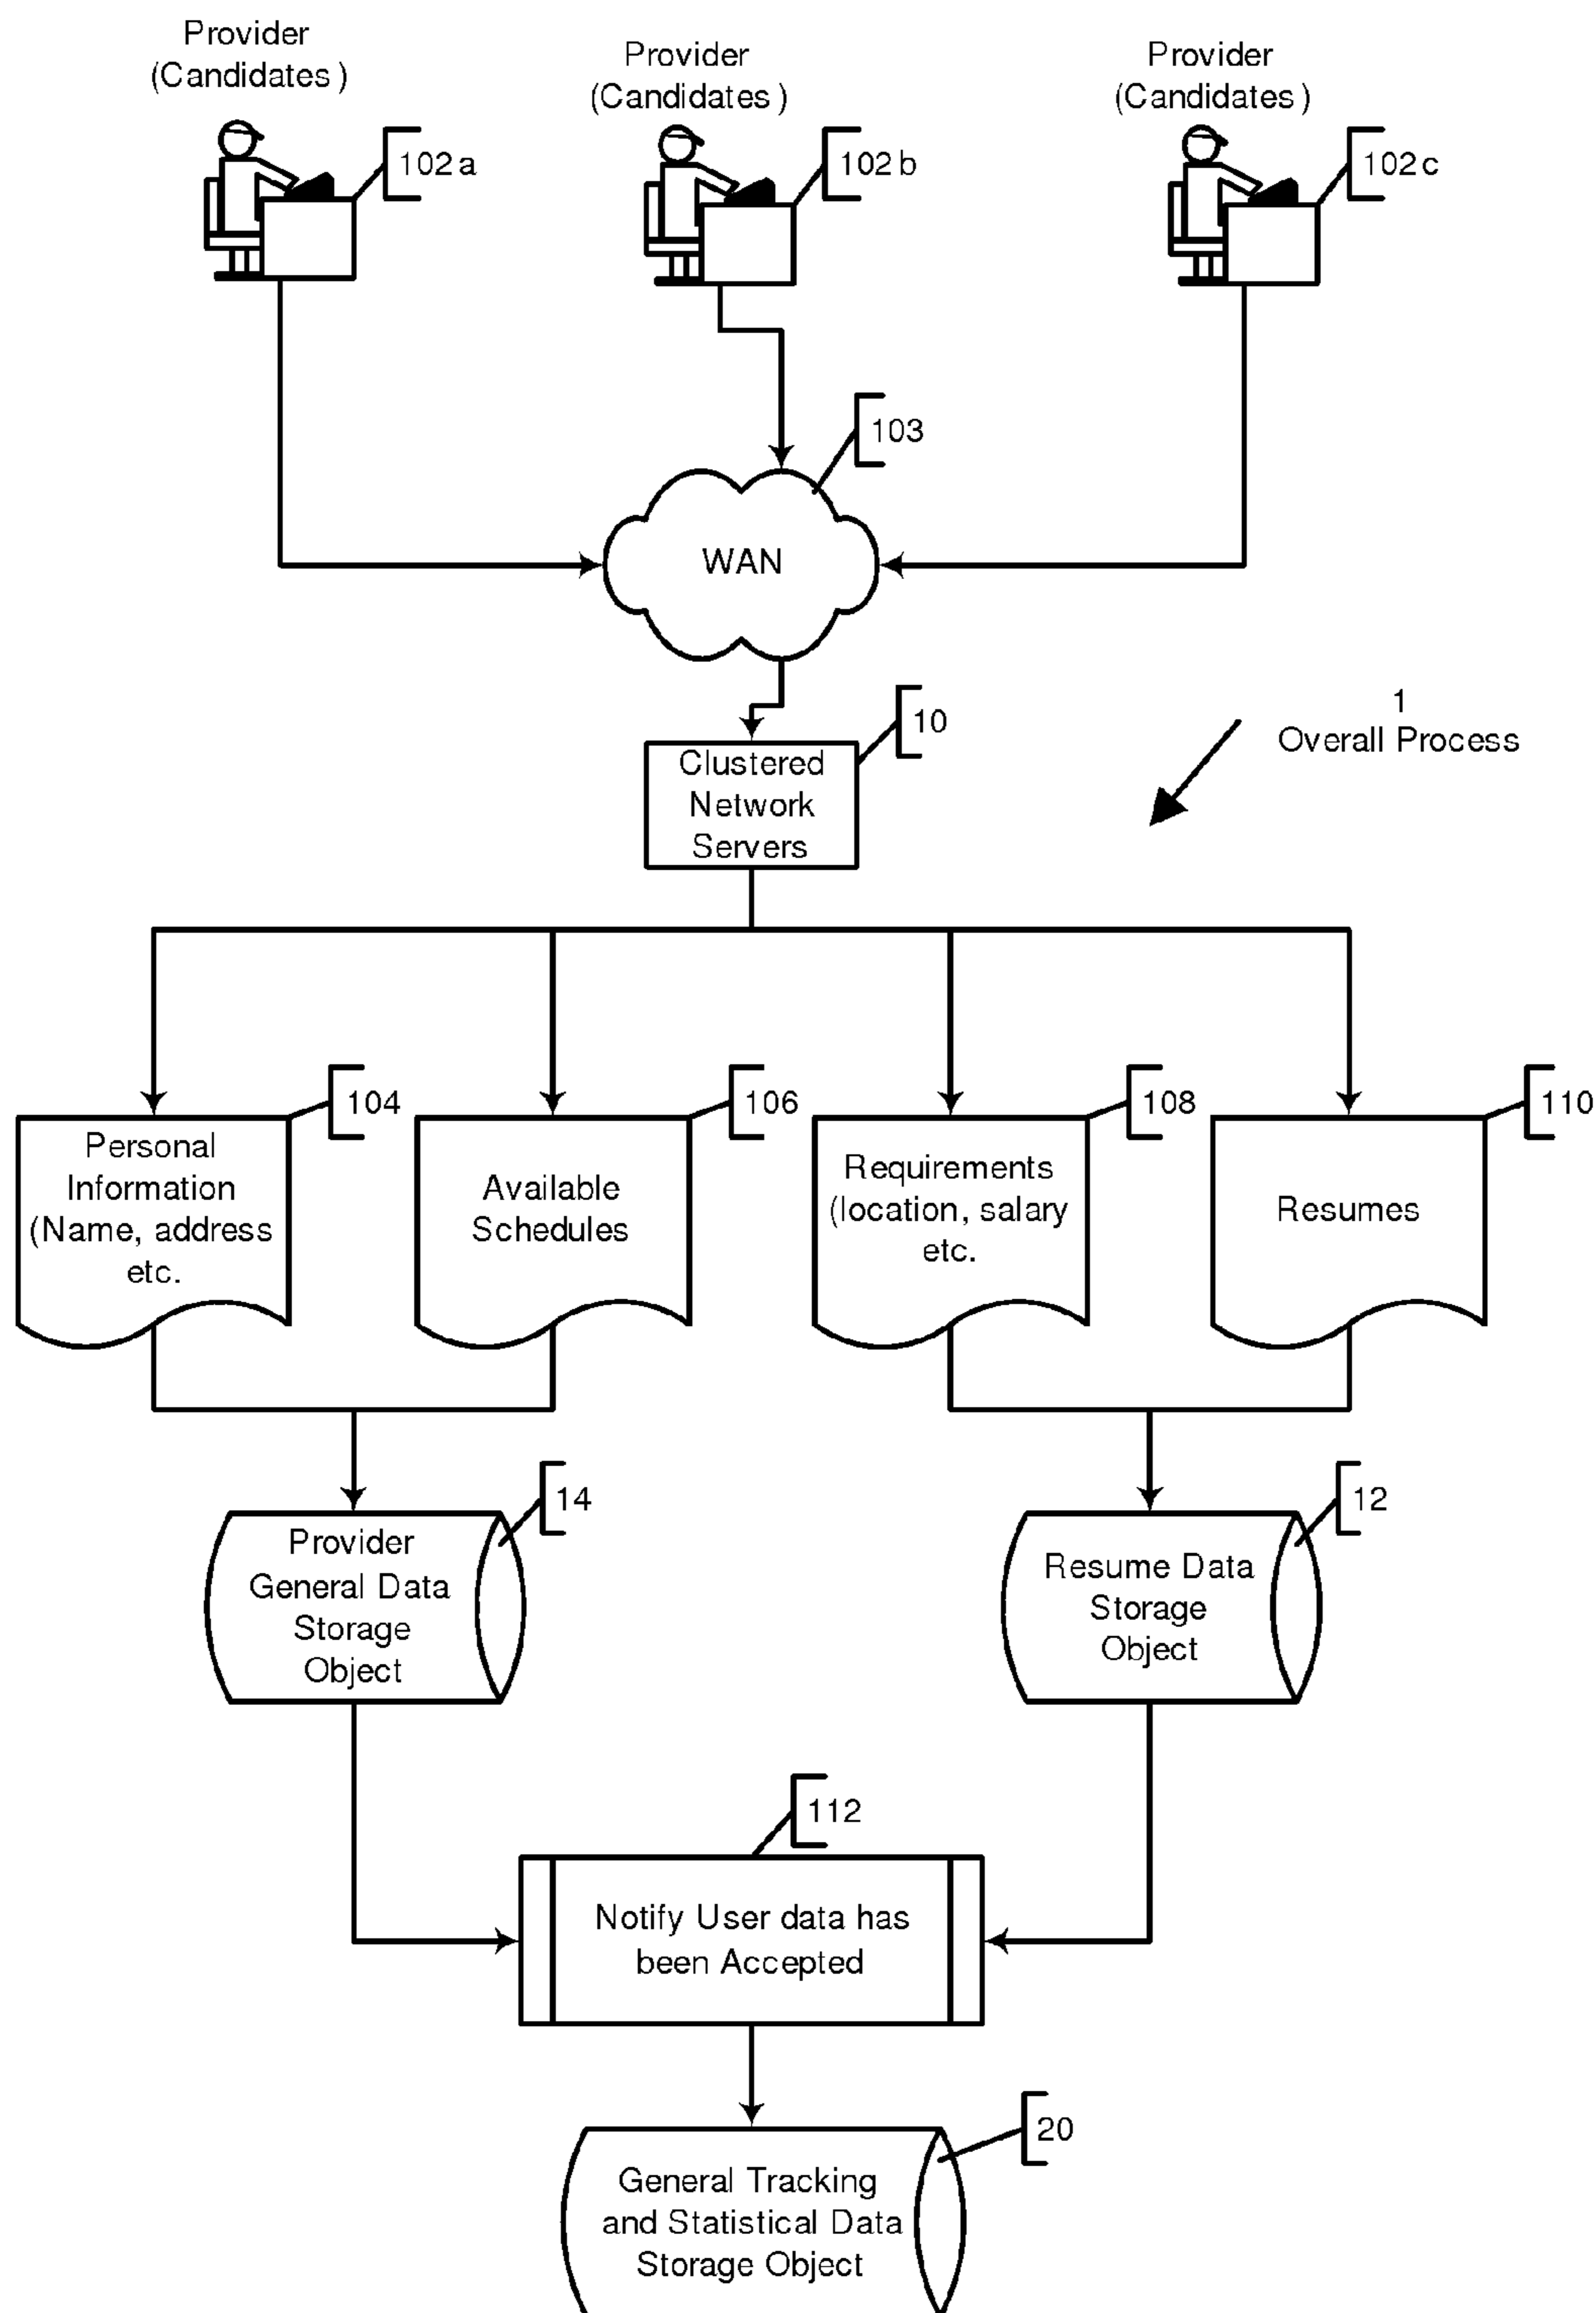 Provider
(Candidates )
Provider
(Candidates )
Provider
(Candidates )
102a
102b
102c
103
WAN
10
Clustered
Network
Servers
1
Overall Process
104
106
108
110
Personal
Information
(Name, address
etc.
Available
Schedules
Requirements
(location, salary
etc.
Resumes
14
12
Provider
General Data
Storage
Object
Resume Data
Storage
Object
112
Notify User data has
been Accepted
20
General Tracking
and Statistical Data
Storage Object